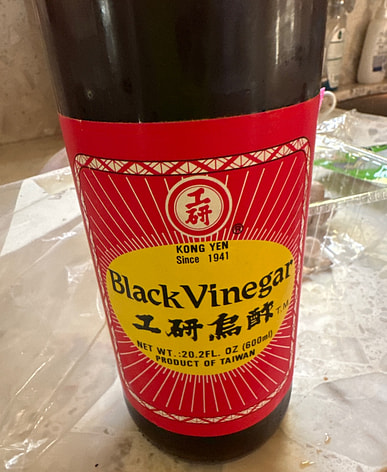 工研
®
KONG YEN
Since 1941
Black Vinegar
工研烏醋 T.M
NET WT.:20.2FL. OZ (600ml)
PRODUCT OF TAIWAN